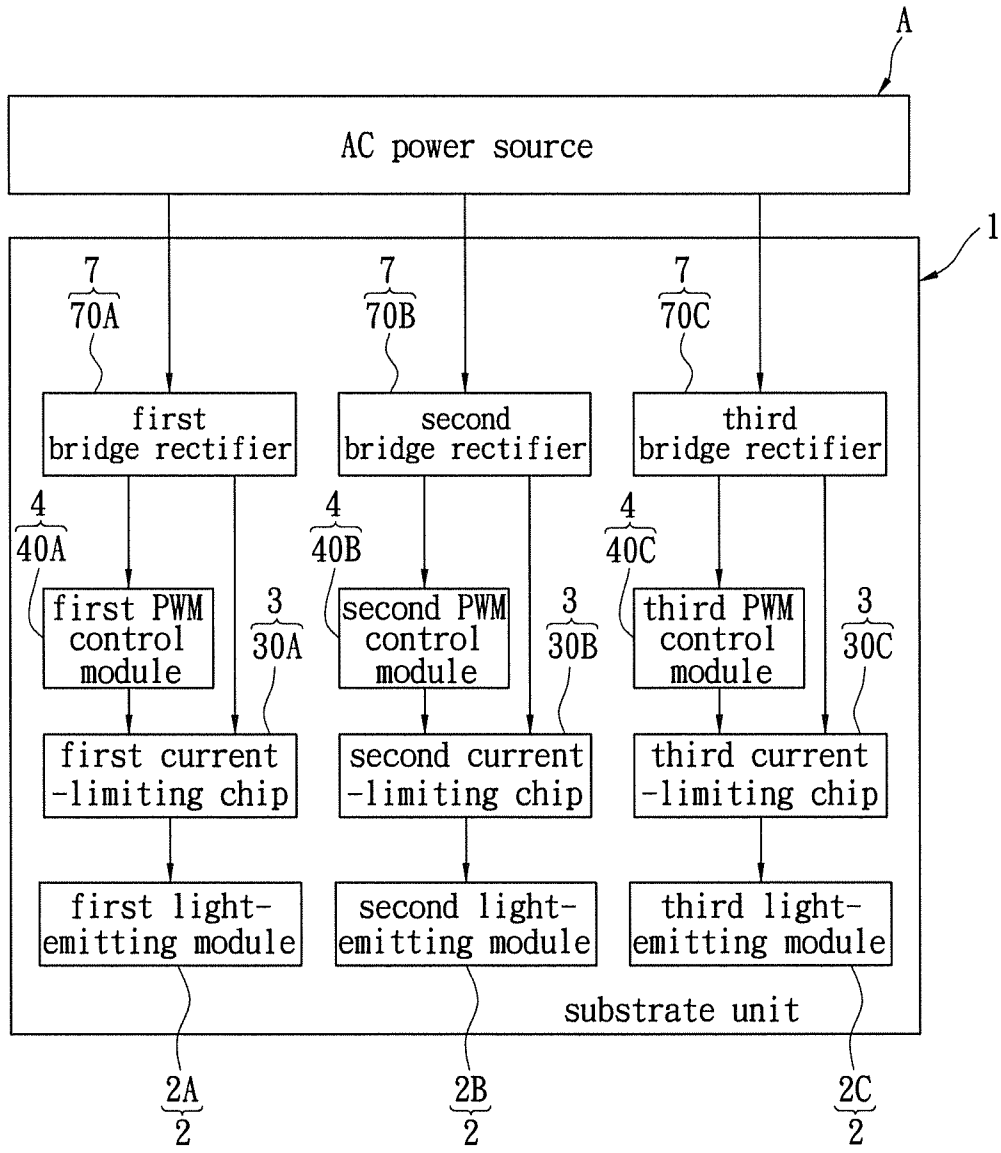 A
AC power source
1
7 7 7
70A 70B 70C
first second third
bridge rectifier bridge rectifier bridge rectifier
4 4 4
40A 40B 40C
first PWM second PWM third PWM
control control control
module module module
3 3 3
30A 30B 30C
first current second current third current
-limiting chip -limiting chip -limiting chip
first light- second light- third light-
emitting module emitting module emitting module
substrate unit
2A 2B 2C
2 2 2